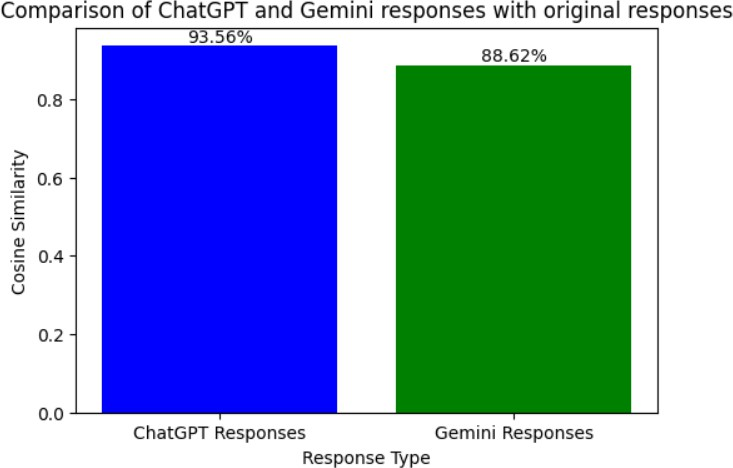 Comparison of ChatGPT and Gemini responses with original responses
93.56%
88.62%
0.8
0.6
0.4
0.2
0.0
Cosine Similarity
ChatGPT Responses
Gemini Responses
Response Type